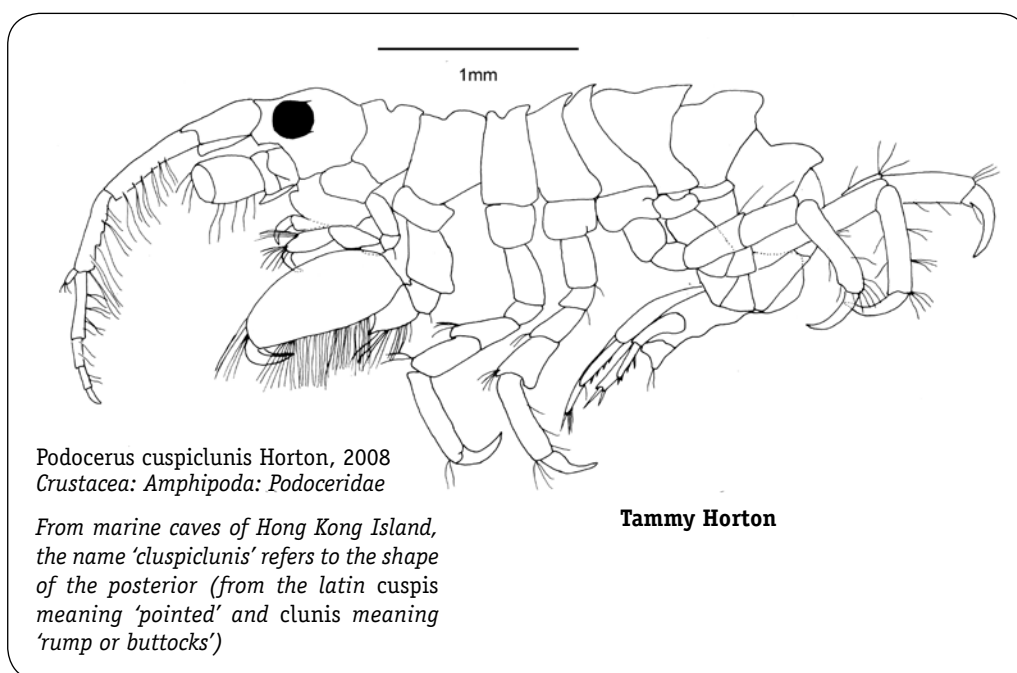 1mm
Podocerus cuspiclunis Horton, 2008
Crustacea: Amphipoda: Podoceridae
From marine caves of Hong Kong Island,
the name ‘cluspiclunis’ refers to the shape
of the posterior (from the latin cuspis
meaning ‘pointed’ and clunis meaning
‘rump or buttocks’)
Tammy Horton